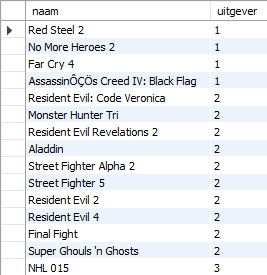 naam uitgever
Red Steel 2 1
No More Heroes 2 1
Far Cry 4 1
AssassinÔÇÖs Creed IV: Black Flag 1
Resident Evil: Code Veronica 2
Monster Hunter Tri 2
Resident Evil Revelations 2 2
Aladdin 2
Street Fighter Alpha 2 2
Street Fighter 5 2
Resident Evil 2 2
Resident Evil 4 2
Final Fight 2
Super Ghouls 'n Ghosts 2
NHL 015 3